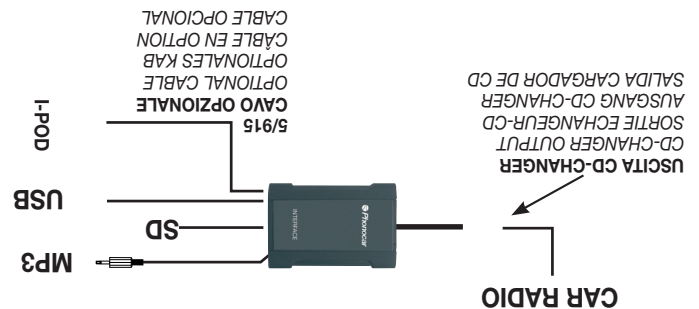 CAR RADIO
USCITA CD-CHANGER
CD-CHANGER OUTPUT
SORTIE ECHANGEUR-CD
AUSGANG CD-CHANGER
SALIDA CARGADOR DE CD
Phonocar
INTERFACE
MP3
SD
USB
I-POD
5/915
CAVO OPZIONALE
OPTIONAL CABLE
OPTIONALES KAB
CÂBLE EN OPTION
CABLE OPCIONAL